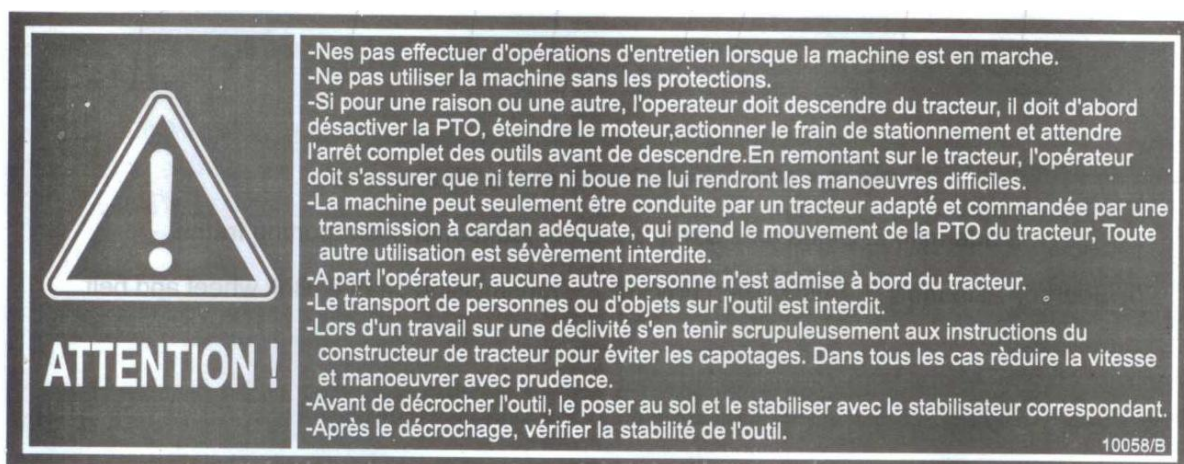 ATTENTION !
-Nes pas effectuer d'opérations d'entretien lorsque la machine est en marche.
-Ne pas utiliser la machine sans les protections.
-Si pour une raison ou une autre, l'operateur doit descendre du tracteur, il doit d'abord
désactiver la PTO, éteindre le moteur,actionner le frain de stationnement et attendre
l'arrêt complet des outils avant de descendre.En remontant sur le tracteur, l'opérateur
doit s'assurer que ni terre ni boue ne lui rendront les manoeuvres difficiles.
-La machine peut seulement être conduite par un tracteur adapté et commandée par une
transmission à cardan adéquate, qui prend le mouvement de la PTO du tracteur, Toute
autre utilisation est sévèrement interdite.
-A part l'opérateur, aucune autre personne n'est admise à bord du tracteur.
-Le transport de personnes ou d'objets sur l'outil est interdit.
-Lors d'un travail sur une déclivité s'en tenir scrupuleusement aux instructions du
constructeur de tracteur pour éviter les capotages. Dans tous les cas rèduire la vitesse
et manoeuvrer avec prudence.
-Avant de décrocher l'outil, le poser au sol et le stabiliser avec le stabilisateur correspondant.
-Après le décrochage, vérifier la stabilité de l'outil.
10058/B